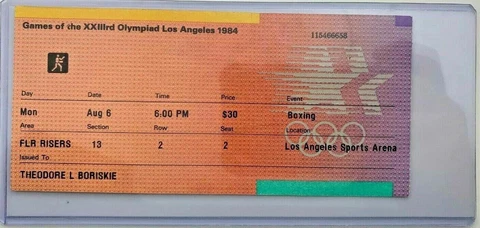 Games of the XXIIIrd Olympiad Los Angeles 1984
115466658
Day Date Time Price Event
Mon Aug 6 6:00 PM $30 Boxing
Area Section Row Seat Location
FLR RISERS 13 2 2 Los Angeles Sports Arena
Issued To
THEODORE L BORISKIE